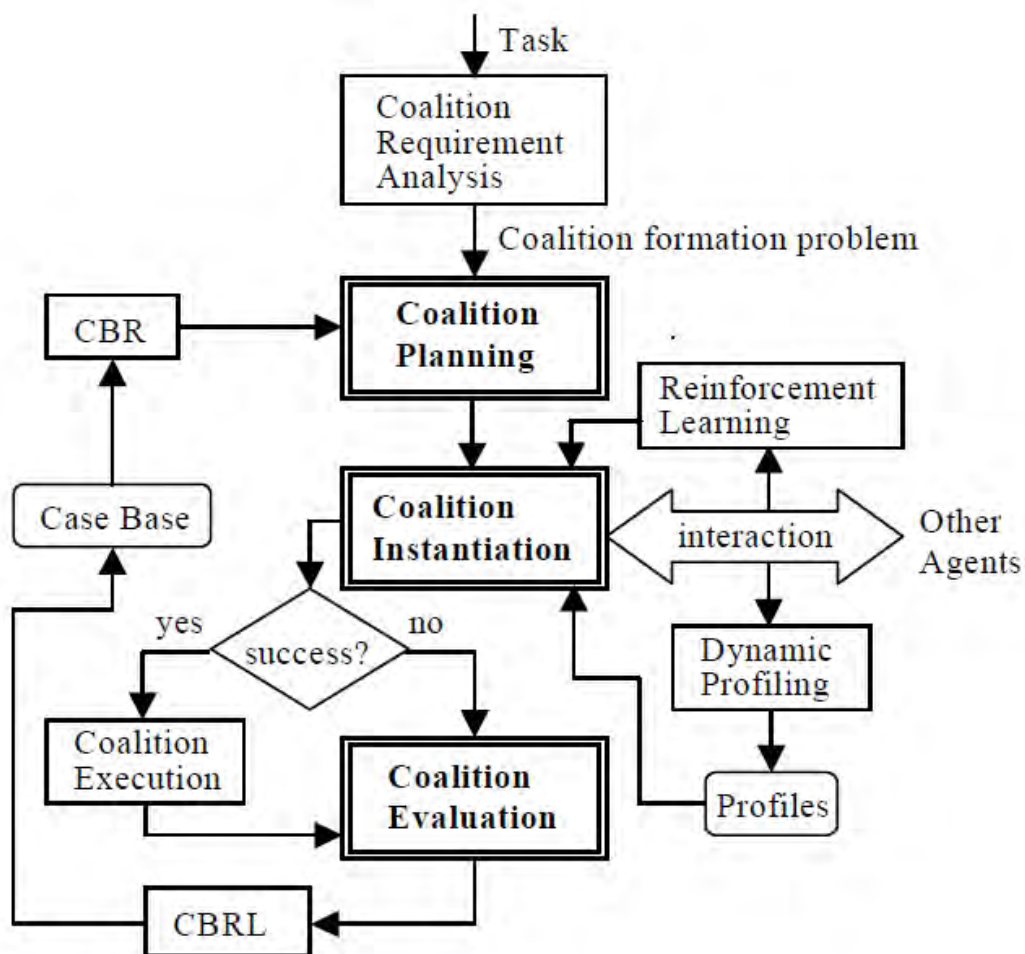 Task
Coalition
Requirement
Analysis
Coalition formation problem
CBR
Coalition
Planning
Reinforcement
Learning
Case Base
Coalition
Instantiation
interaction
Other
Agents
yes
no
success?
Dynamic
Profiling
Coalition
Execution
Coalition
Evaluation
Profiles
CBRL